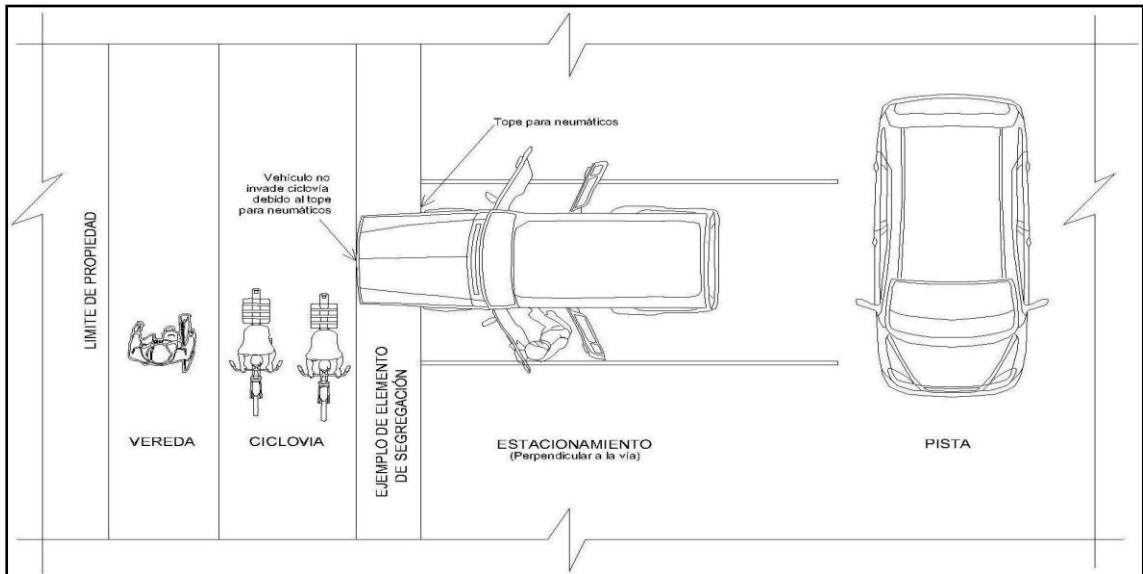 Tope para neumáticos
Vehículo no
invade ciclovía
debido al tope
para neumáticos
LIMITE DE PROPIEDAD
VEREDA
CICLOVIA
EJEMPLO DE ELEMENTO
DE SEGREGACIÓN
ESTACIONAMIENTO
(Perpendicular a la vía)
PISTA